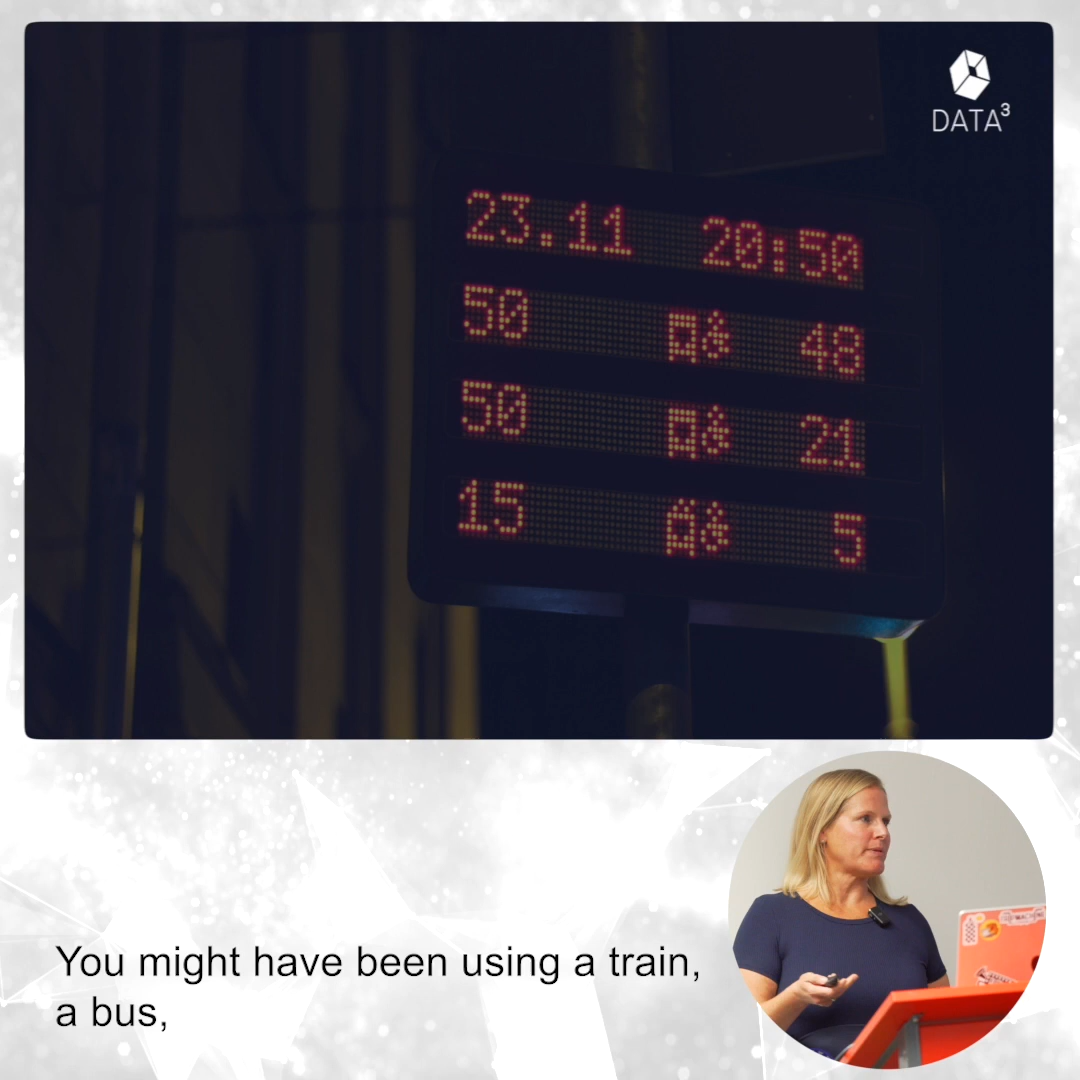 DATA³
23.11 20:50
50 48
50 21
15 5
You might have been using a train,
a bus,